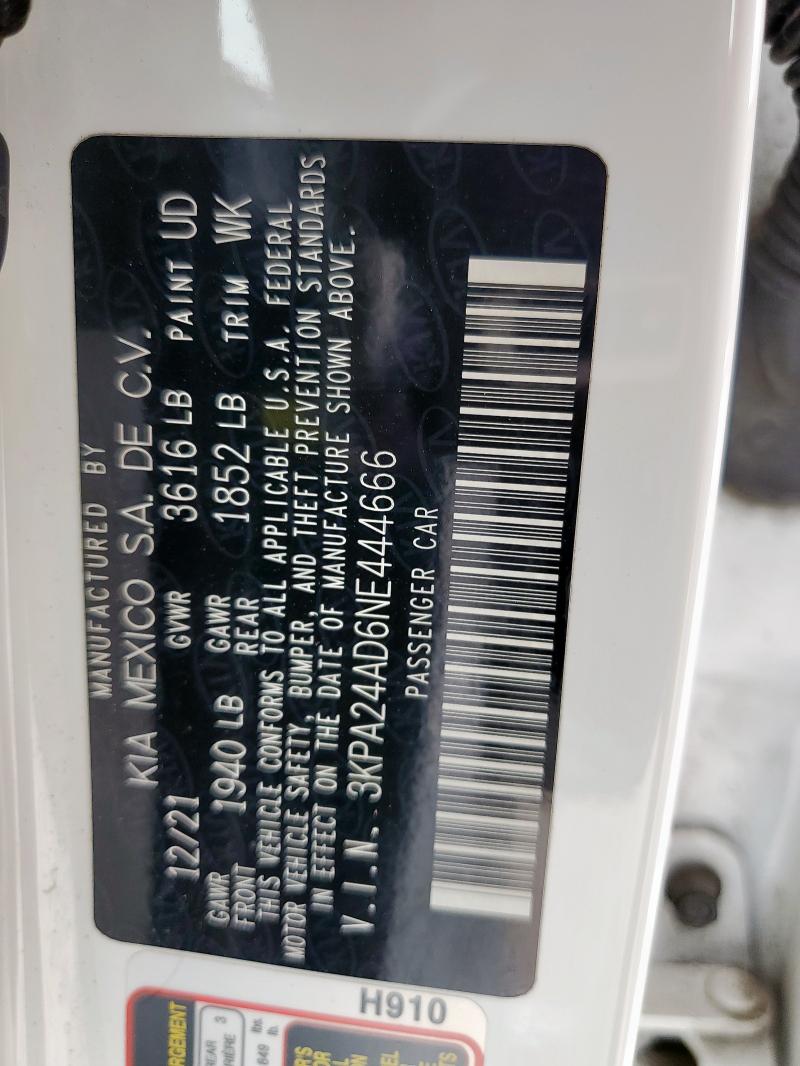 MANUFACTURED BY
KIA MEXICO S.A. DE C.V.
12/21 GVWR 3616 LB PAINT UD
GAWR FRONT 1940 LB GAWR REAR 1852 LB TRIM WK
THIS VEHICLE CONFORMS TO ALL APPLICABLE U.S.A. FEDERAL
MOTOR VEHICLE SAFETY, BUMPER, AND THEFT PREVENTION STANDARDS
IN EFFECT ON THE DATE OF MANUFACTURE SHOWN ABOVE.
V.I.N. 3KPA24AD6NE444666
PASSENGER CAR
H910
3